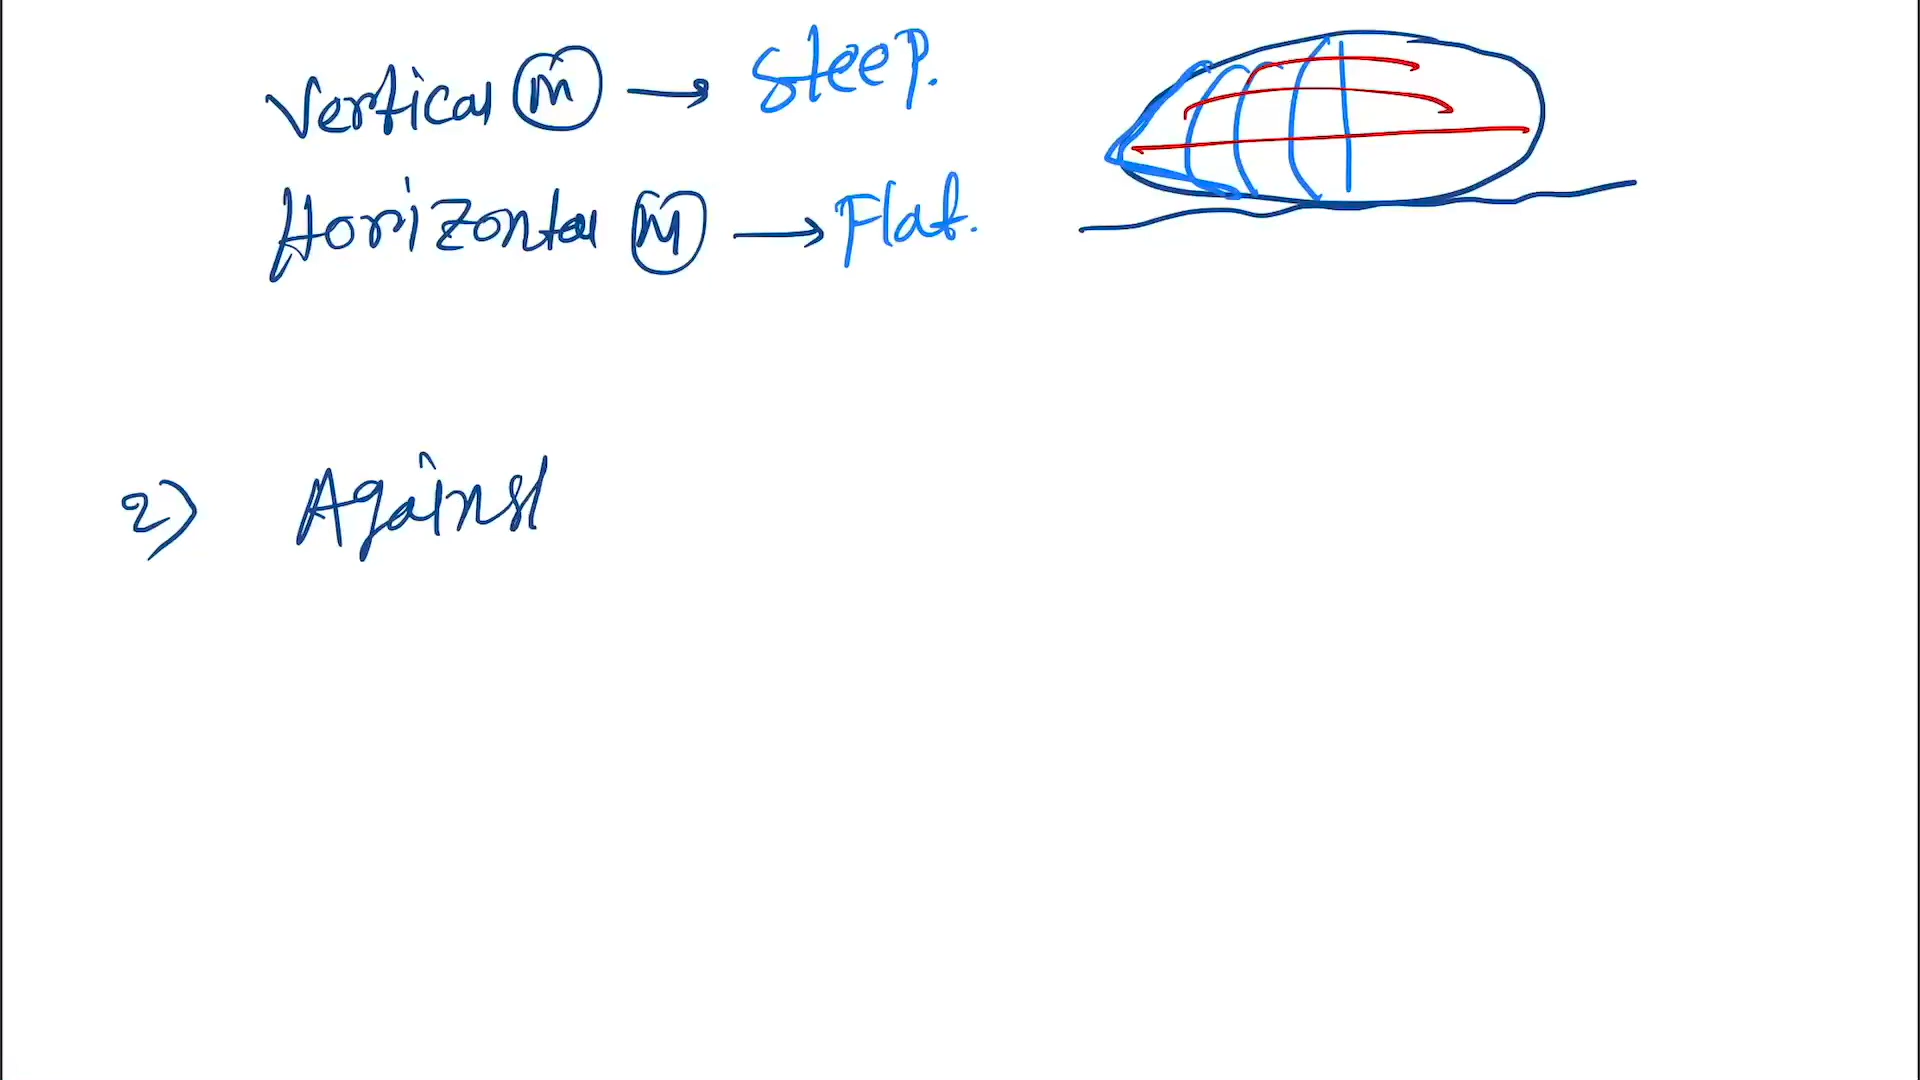 Vertical m → Steep.
Horizontal m → Flat.
2) Against